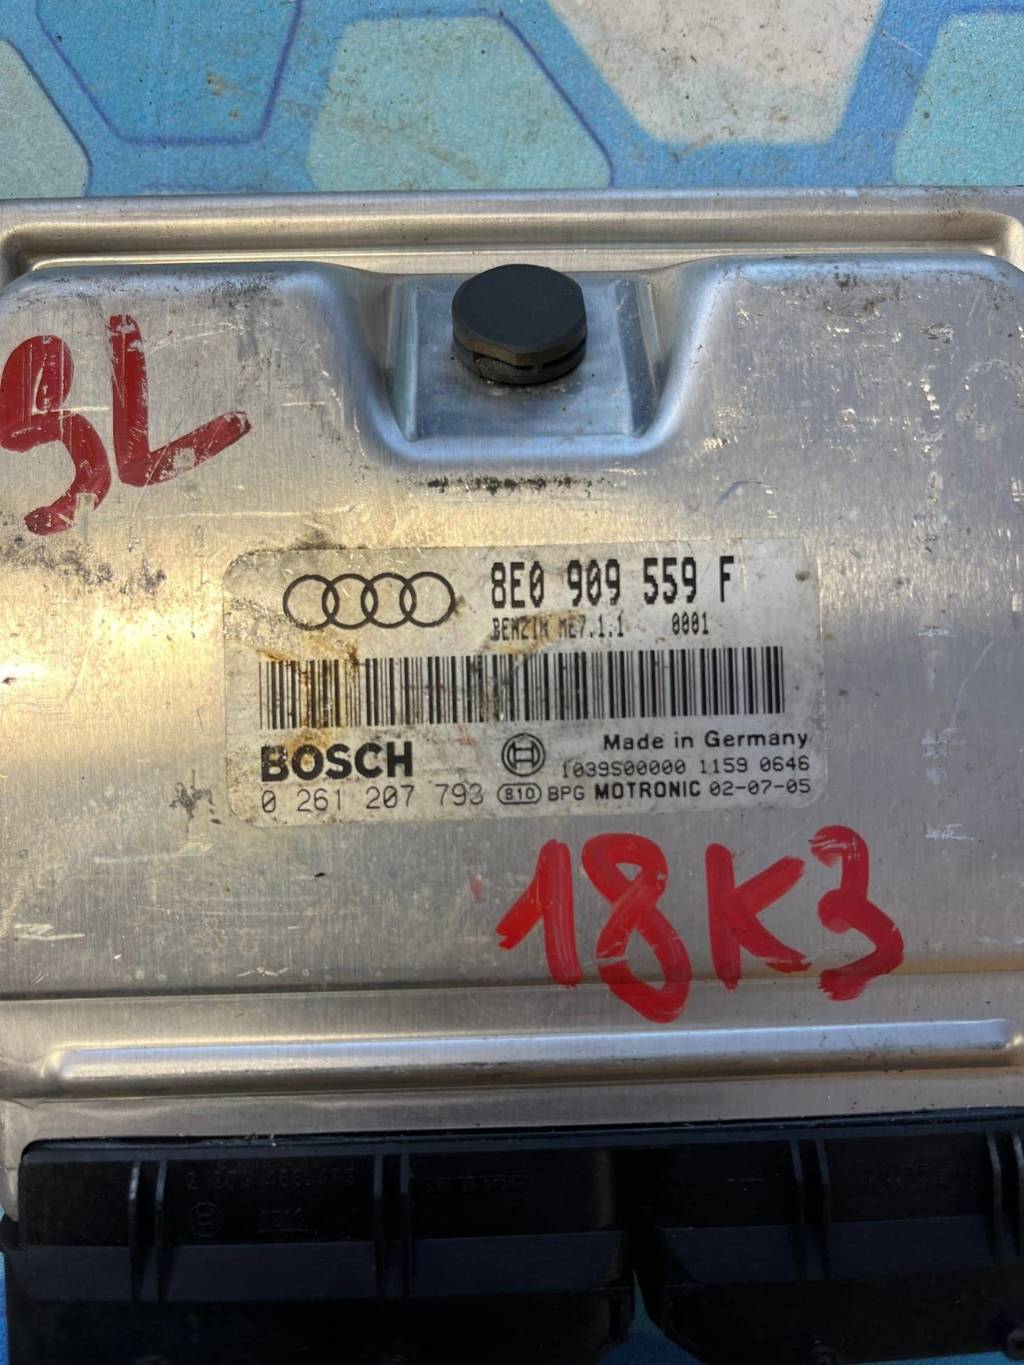 9L
8E0 909 559 F
BENZIN ME7.1.1 0001
BOSCH
Made in Germany
1039S00000 1159 0646
0 261 207 793 810 BPG MOTRONIC 02-07-05
18K3